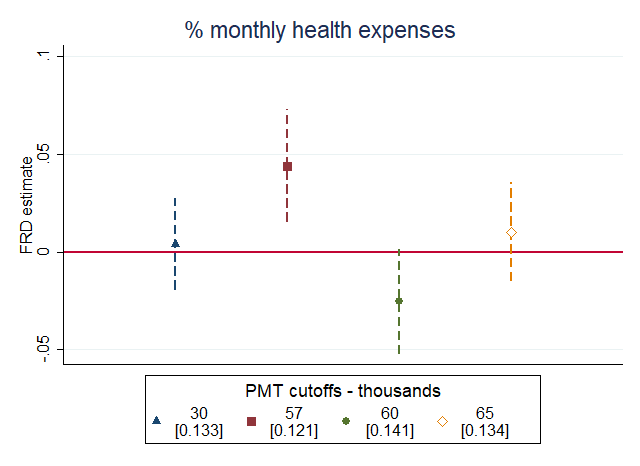 % monthly health expenses
FRD estimate
.1
.05
0
-.05
PMT cutoffs - thousands
30 57 60 65
[0.133] [0.121] [0.141] [0.134]